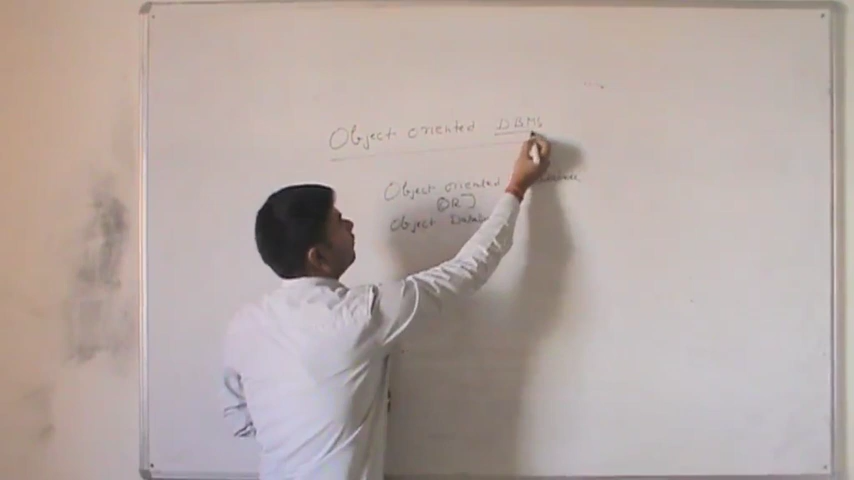 Object oriented DBMS
Object oriented
OR
Object